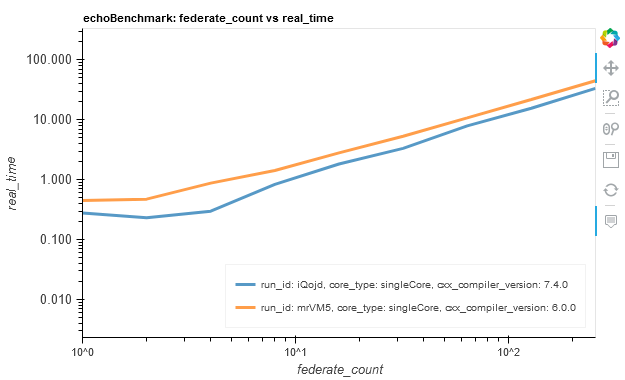 echoBenchmark: federate_count vs real_time
100.000
10.000
1.000
0.100
0.010
real_time
run_id: iQojd, core_type: singleCore, cxx_compiler_version: 7.4.0
run_id: mrVM5, core_type: singleCore, cxx_compiler_version: 6.0.0
10^0
10^1
10^2
federate_count